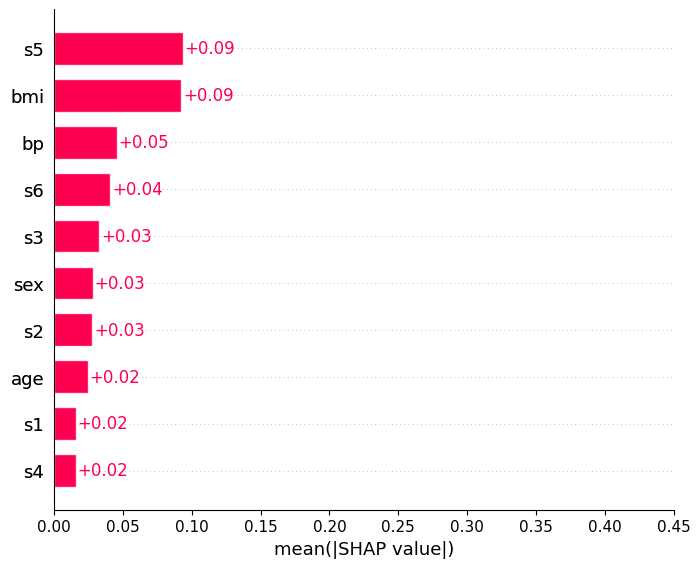 s5 +0.09
bmi +0.09
bp +0.05
s6 +0.04
s3 +0.03
sex +0.03
s2 +0.03
age +0.02
s1 +0.02
s4 +0.02
0.00 0.05 0.10 0.15 0.20 0.25 0.30 0.35 0.40 0.45
mean(|SHAP value|)